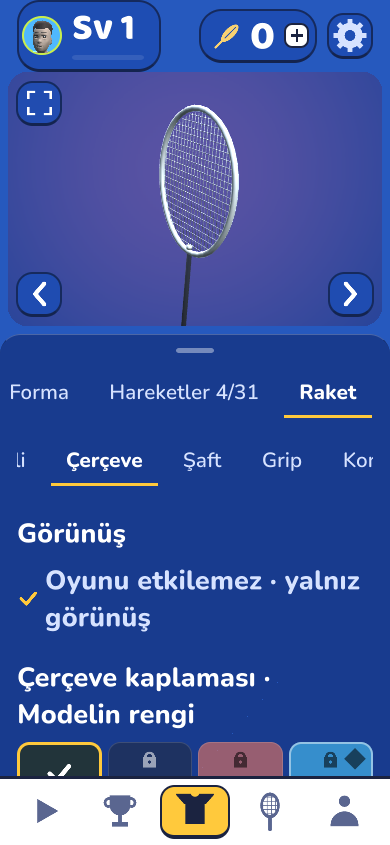 Sv 1
0
Forma Hareketler 4/31 Raket
Çerçeve Şaft Grip
Görünüş
Oyunu etkilemez · yalnız
görünüş
Çerçeve kaplaması ·
Modelin rengi